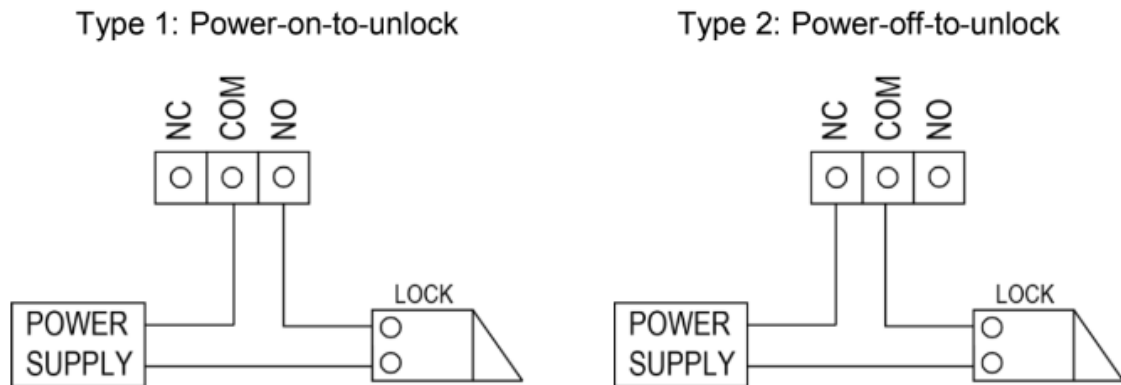 Type 1: Power-on-to-unlock
NC
COM
NO
LOCK
POWER
SUPPLY
Type 2: Power-off-to-unlock
NC
COM
NO
LOCK
POWER
SUPPLY